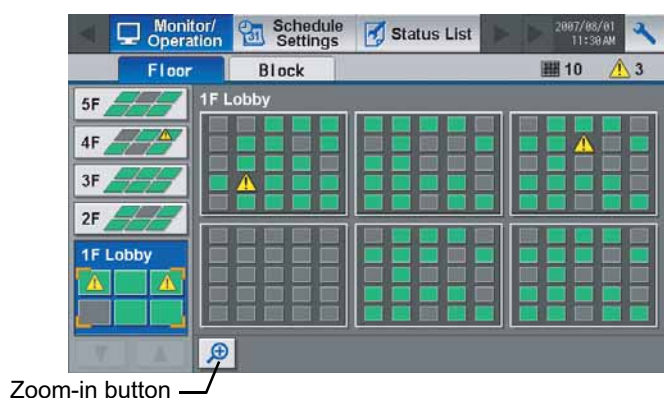 Monitor/
Operation
Schedule
Settings
Status List
2007/08/01
11:30 AM
31
Floor
Block
10
3
5F
4F
3F
2F
1F Lobby
1F Lobby
Zoom-in button